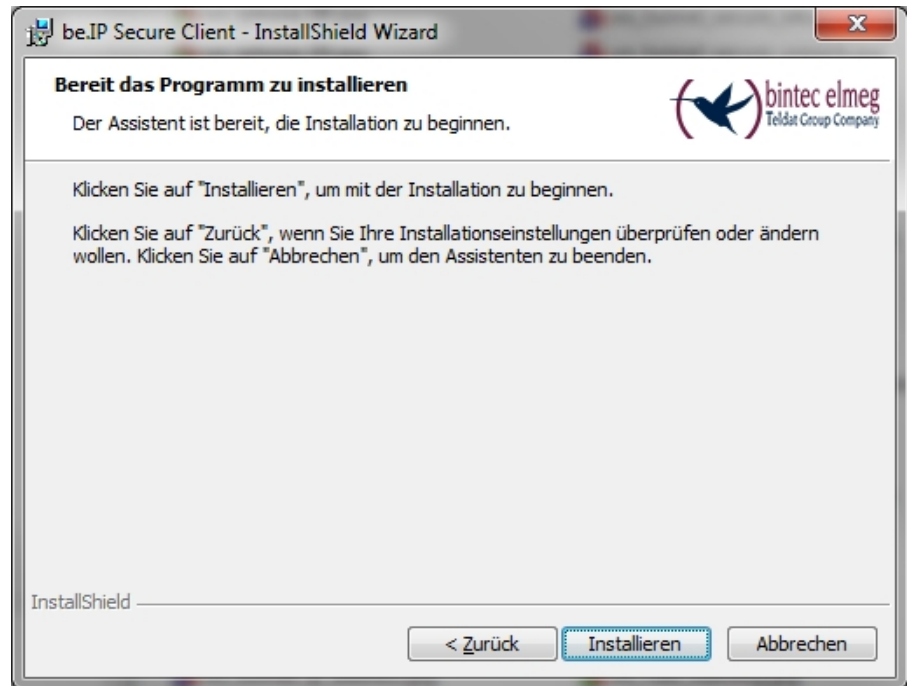 be.IP Secure Client - InstallShield Wizard
Bereit das Programm zu installieren
Der Assistent ist bereit, die Installation zu beginnen.
bintec elmeg
Teldat Group Company
Klicken Sie auf "Installieren", um mit der Installation zu beginnen.
Klicken Sie auf "Zurück", wenn Sie Ihre Installationseinstellungen überprüfen oder ändern
wollen. Klicken Sie auf "Abbrechen", um den Assistenten zu beenden.
InstallShield
< Zurück
Installieren
Abbrechen